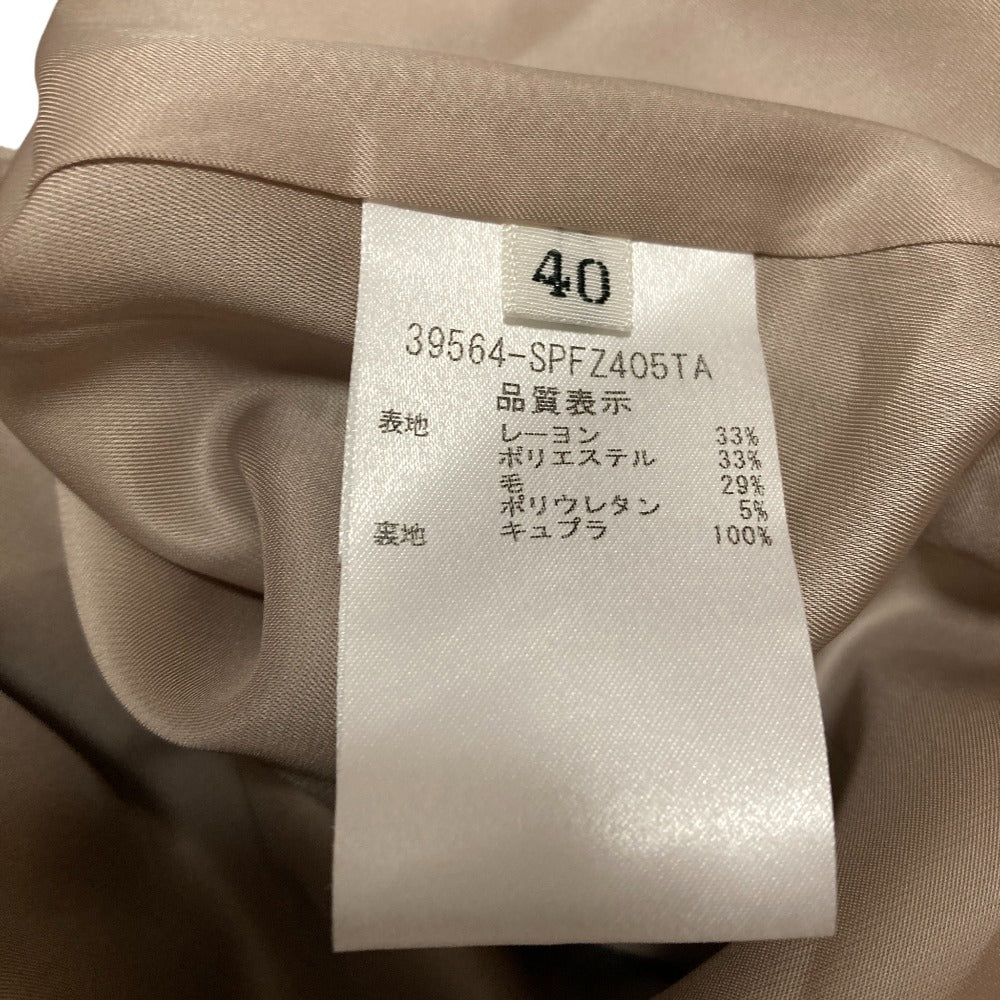 40
39564-SPFZ405TA
品質表示
表地 レーヨン 33%
ポリエステル 33%
毛 29%
ポリウレタン 5%
裏地 キュプラ 100%